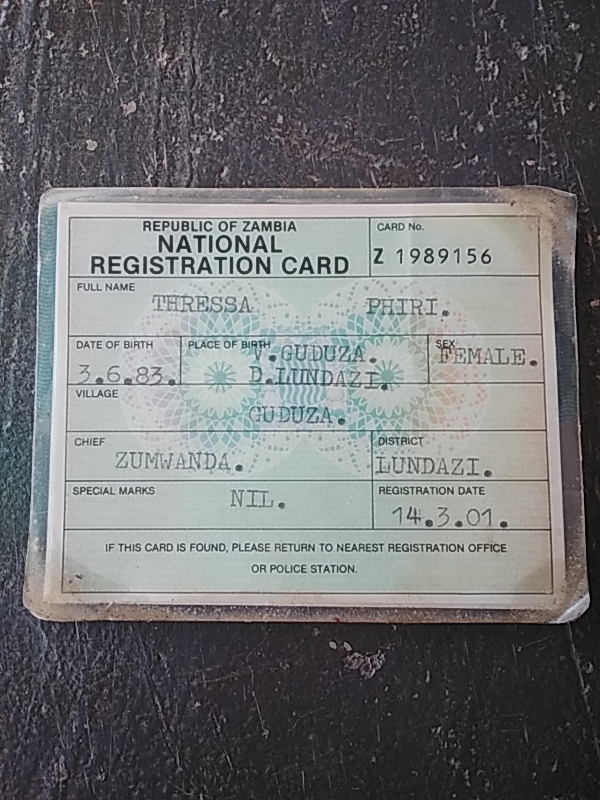 REPUBLIC OF ZAMBIA
NATIONAL
REGISTRATION CARD
CARD No.
Z 1989156
FULL NAME
THRESSA PHIRI.
DATE OF BIRTH
3.6.83.
PLACE OF BIRTH
V.GUDUZA.
D.LUNDAZI.
SEX
FEMALE.
VILLAGE
GUDUZA.
CHIEF
ZUMWANDA.
DISTRICT
LUNDAZI.
SPECIAL MARKS
NIL.
REGISTRATION DATE
14.3.01.
IF THIS CARD IS FOUND, PLEASE RETURN TO NEAREST REGISTRATION OFFICE
OR POLICE STATION.